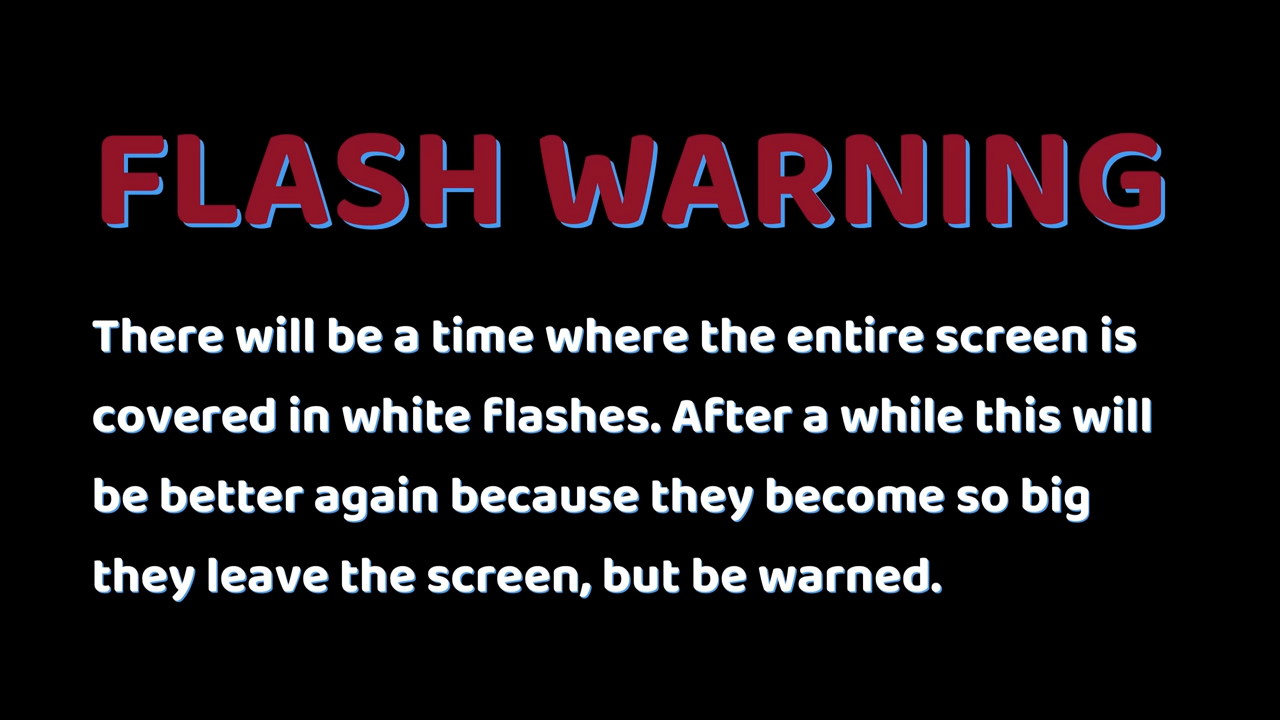 FLASH WARNING
There will be a time where the entire screen is
covered in white flashes. After a while this will
be better again because they become so big
they leave the screen, but be warned.